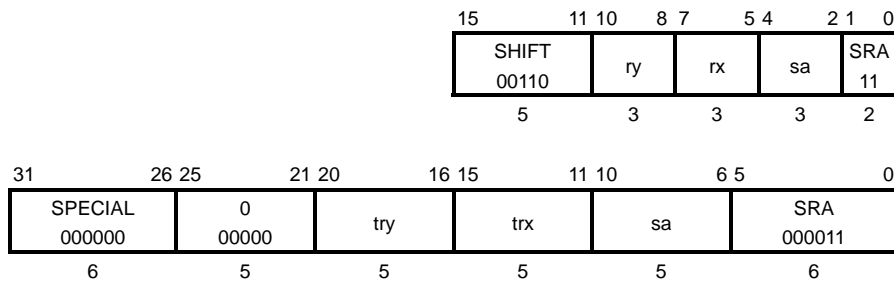 15 11 10 8 7 5 4 2 1 0
SHIFT ry rx sa SRA
00110 11
5 3 3 3 2
31 26 25 21 20 16 15 11 10 6 5 0
SPECIAL 0 try trx sa SRA
000000 00000 000011
6 5 5 5 5 6